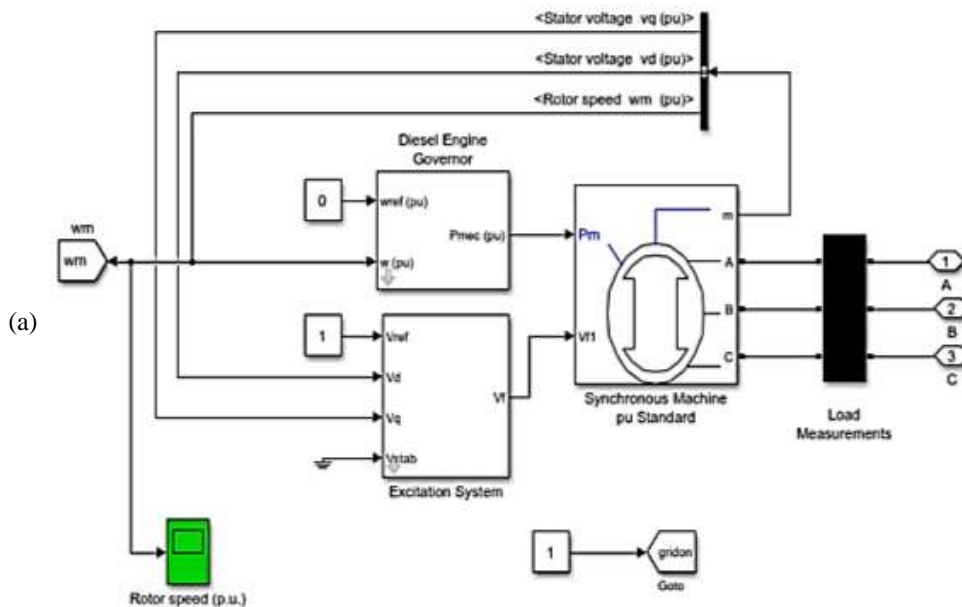 <Stator voltage vq (pu)>
<Stator voltage vd (pu)>
<Rotor speed wm (pu)>
Diesel Engine
Governor
0
wref (pu)
Pmec (pu)
w (pu)
wm
wm
Pm
m
A
B
C
Vf1
Synchronous Machine
pu Standard
1
A
2
B
3
C
Load
Measurements
(a)
1
Vref
Vd
Vq
Vstab
Vf
Excitation System
Rotor speed (p.u.)
1
gridon
Goto